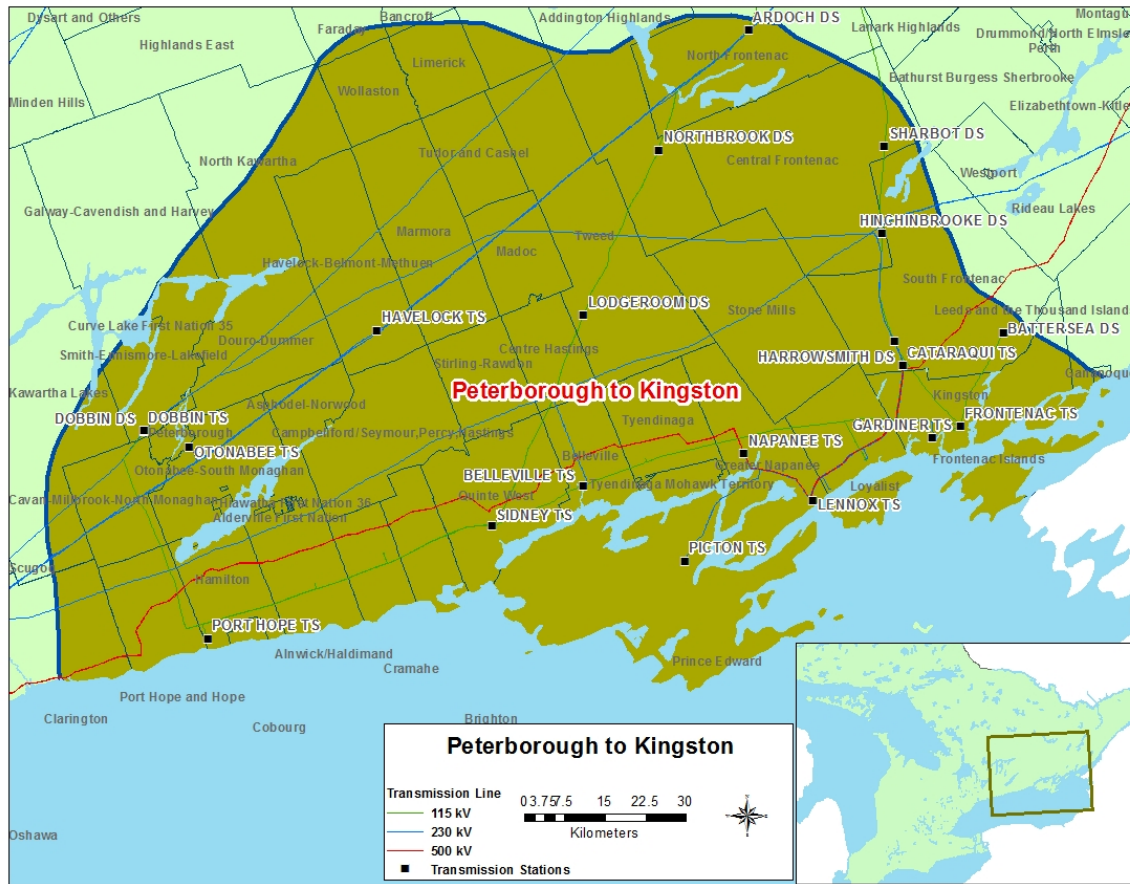 Dysart and Others
Bancroft
Addington Highlands
ARDOCH DS
Lanark Highlands
Faraday
Drummond/North Elmsle
Perth
Highlands East
Limerick
North Frontenac
Bathurst Burgess Sherbrooke
Wollaston
Minden Hills
Elizabethtown-Kitle
NORTHBROOK DS
SHARBOT DS
North Kawartha
Tudor and Cashel
Central Frontenac
Westport
Galway-Cavendish and Harvey
Rideau Lakes
HINCHINBROOKE DS
Marmora
Tweed
Madoc
Havelock-Belmont-Methuen
South Frontenac
LODGEROOM DS
Stone Mills
Leeds and the Thousand Island
HAVELOCK TS
Curve Lake First Nation 35
BATTERSEA DS
Douro-Dummer
Smith-Ennismore-Lakefield
Centre Hastings
HARROWSMITH DS
CATARAQUI TS
Stirling-Rawdon
Kawartha Lakes
Peterborough to Kingston
Kingston
Asphodel-Norwood
DOBBIN DS
DOBBIN TS
Tyendinaga
FRONTENAC TS
GARDINER TS
Peterborough
Campbellford/Seymour,Percy,Hastings
NAPANEE TS
OTONABEE TS
Belleville
Frontenac Islands
Otonabee-South Monaghan
Greater Napanee
BELLEVILLE TS
Tyendinaga Mohawk Territory
Loyalist
Cavan-Millbrook-North Monaghan
Quinte West
First Nation 36
LENNOX TS
Alderville First Nation
SIDNEY TS
PICTON TS
Scugog
Hamilton
PORT HOPE TS
Alnwick/Haldimand
Cramahe
Prince Edward
Port Hope and Hope
Clarington
Cobourg
Brighton
Oshawa
Peterborough to Kingston
Transmission Line
115 kV
230 kV
500 kV
Transmission Stations
0 3.75 7.5 15 22.5 30
Kilometers